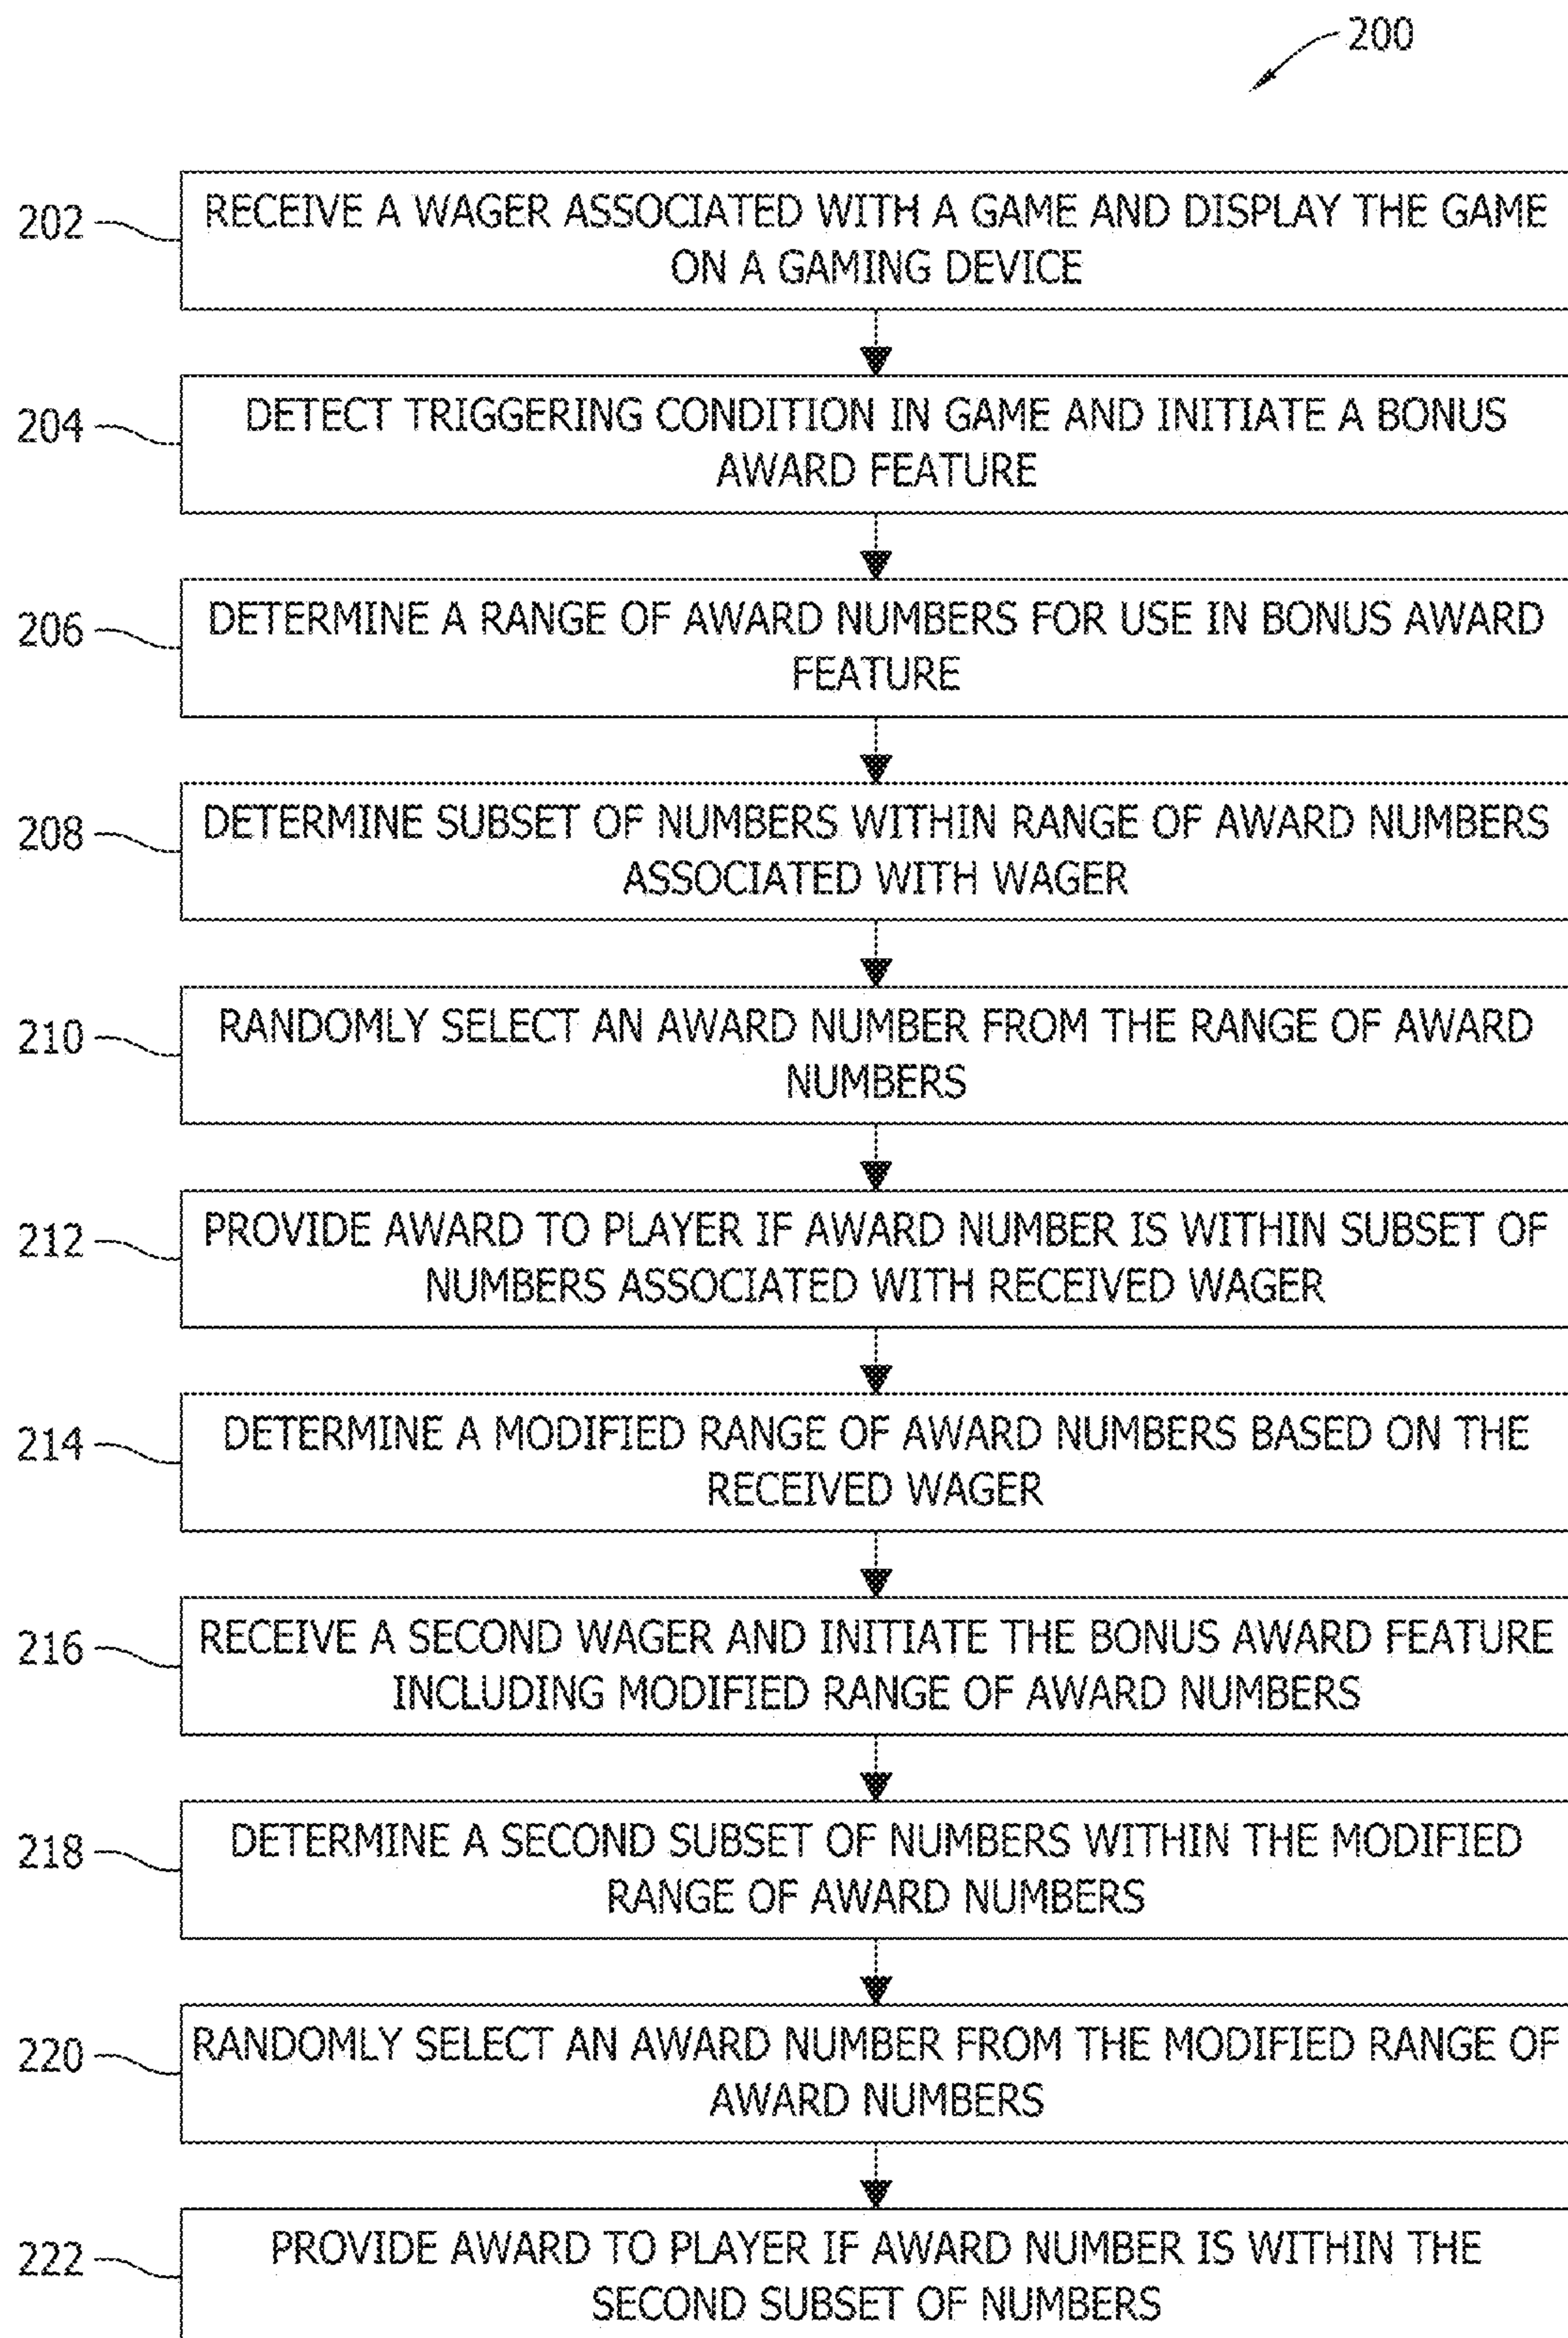 200
202
RECEIVE A WAGER ASSOCIATED WITH A GAME AND DISPLAY THE GAME
ON A GAMING DEVICE
204
DETECT TRIGGERING CONDITION IN GAME AND INITIATE A BONUS
AWARD FEATURE
206
DETERMINE A RANGE OF AWARD NUMBERS FOR USE IN BONUS AWARD
FEATURE
208
DETERMINE SUBSET OF NUMBERS WITHIN RANGE OF AWARD NUMBERS
ASSOCIATED WITH WAGER
210
RANDOMLY SELECT AN AWARD NUMBER FROM THE RANGE OF AWARD
NUMBERS
212
PROVIDE AWARD TO PLAYER IF AWARD NUMBER IS WITHIN SUBSET OF
NUMBERS ASSOCIATED WITH RECEIVED WAGER
214
DETERMINE A MODIFIED RANGE OF AWARD NUMBERS BASED ON THE
RECEIVED WAGER
216
RECEIVE A SECOND WAGER AND INITIATE THE BONUS AWARD FEATURE
INCLUDING MODIFIED RANGE OF AWARD NUMBERS
218
DETERMINE A SECOND SUBSET OF NUMBERS WITHIN THE MODIFIED
RANGE OF AWARD NUMBERS
220
RANDOMLY SELECT AN AWARD NUMBER FROM THE MODIFIED RANGE OF
AWARD NUMBERS
222
PROVIDE AWARD TO PLAYER IF AWARD NUMBER IS WITHIN THE
SECOND SUBSET OF NUMBERS